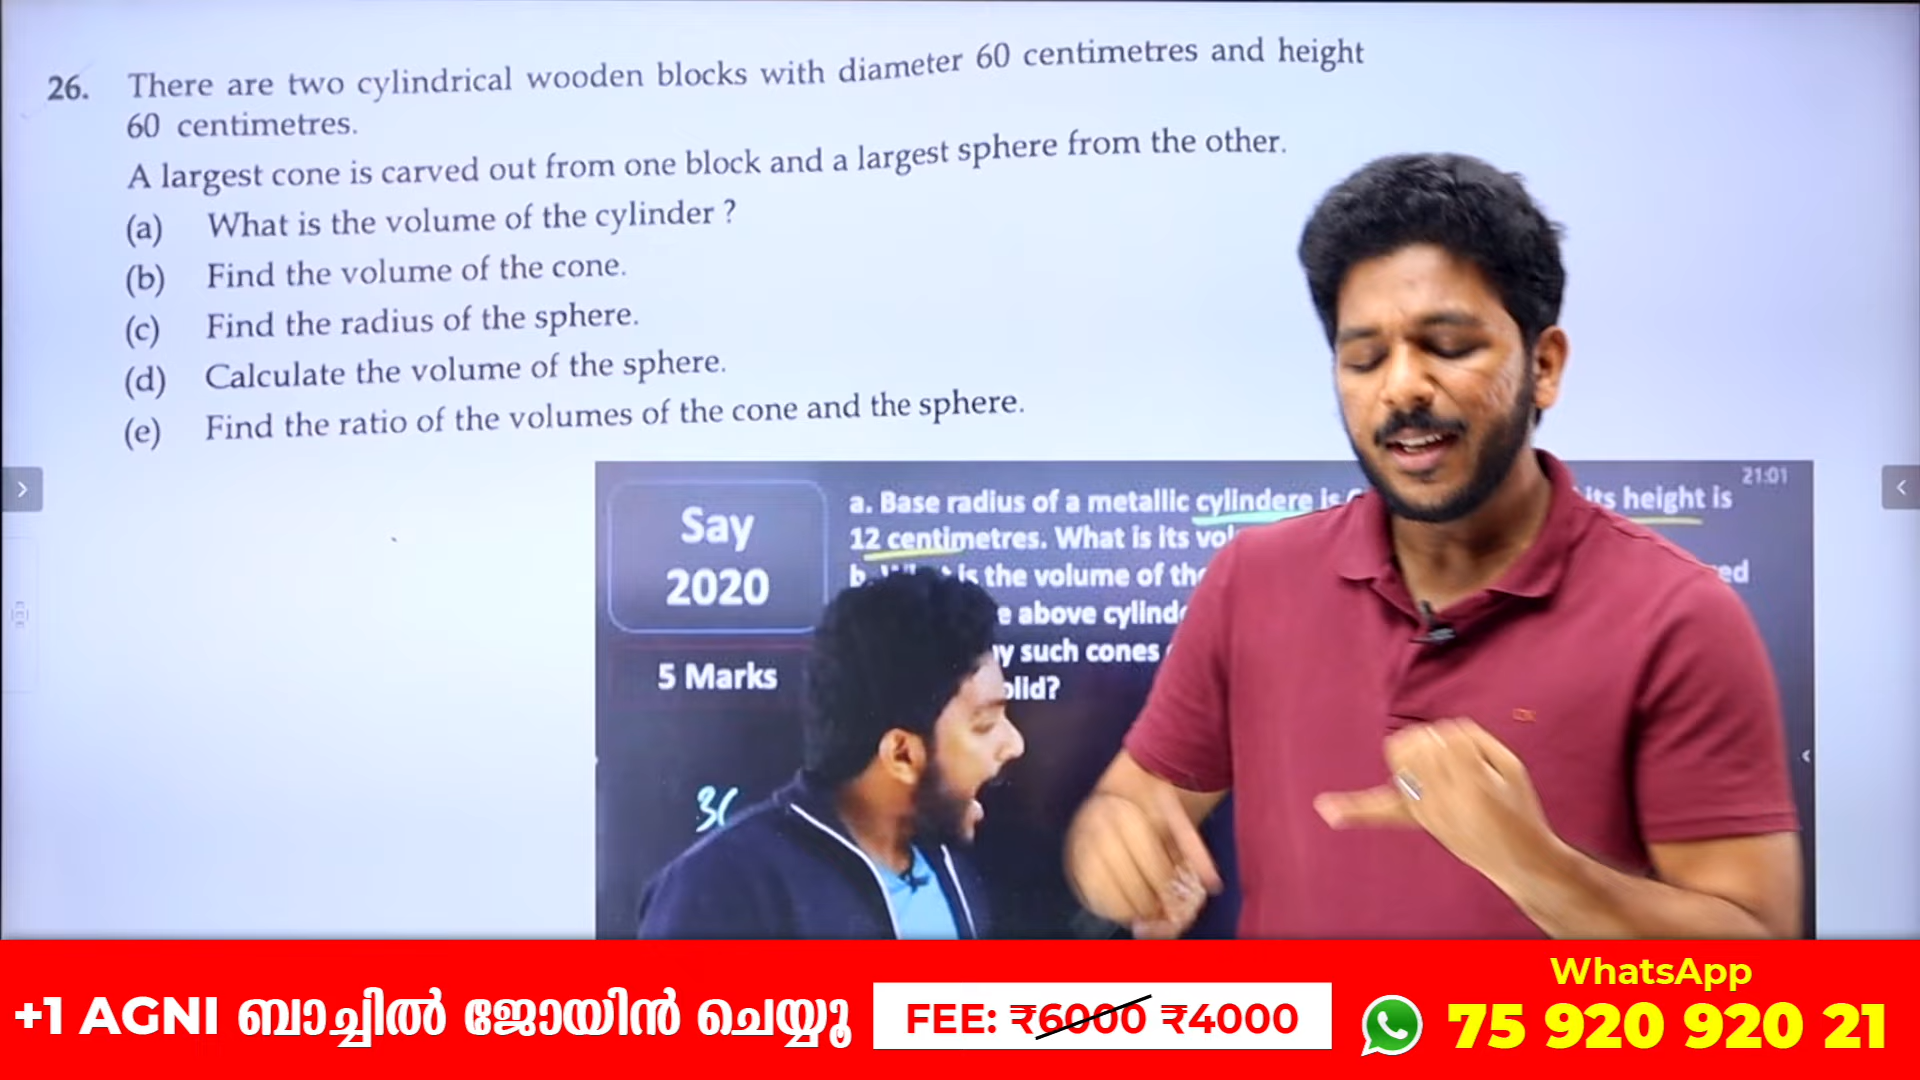 26. There are two cylindrical wooden blocks with diameter 60 centimetres and height
60 centimetres.
A largest cone is carved out from one block and a largest sphere from the other.
(a) What is the volume of the cylinder ?
(b) Find the volume of the cone.
(c) Find the radius of the sphere.
(d) Calculate the volume of the sphere.
(e) Find the ratio of the volumes of the cone and the sphere.
21:01
Say
2020
5 Marks
a. Base radius of a metallic cylindere is its height is
12 centimetres. What is its
b. is the volume of
above cylind
such cones
3
+1 AGNI ബാച്ചിൽ ജോയിൻ ചെയ്യൂ
FEE: ₹6000 ₹4000
WhatsApp
75 920 920 21